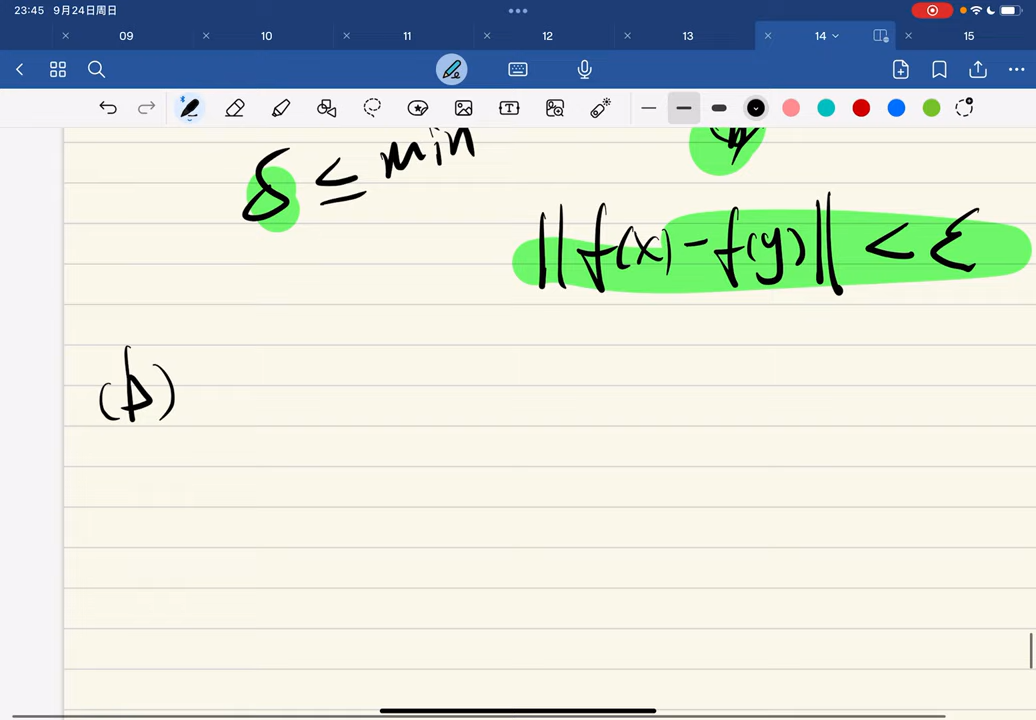 23:45 9月24日周日
09 10 11 12 13 14 15
δ ≤ min
||f(x) - f(y)|| < ε
(b)